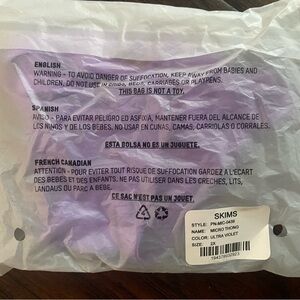 ENGLISH
WARNING - TO AVOID DANGER OF SUFFOCATION, KEEP AWAY FROM BABIES AND
CHILDREN. DO NOT USE IN CRIBS, BEDS, CARRIAGES OR PLAYPENS.
THIS BAG IS NOT A TOY.
SPANISH
AVISO - PARA EVITAR PELIGRO ED ASFIXIA, MANTENER FUERA DEL ALCANCE DE
LOS NIÑOS Y DE LOS BEBES. NO USAR EN CUNAS, CAMAS, CARRIOLAS O CORRALES.
ESTA BOLSA NO ES UN JUGUETE.
FRENCH CANADIAN
ATTENTION - POUR EVITER TOUT RISQUE DE SUFFOCATION GARDEZ À L'ECART
DES BEBES ET DES ENFANTS. NE PAS UTILISER DANS LES CRECHES, LITS,
LANDAUS OU PARC A BEBE.
CE SAC N'EST PAS UN JOUET.
SKIMS
STYLE: PN-MIC-0439
NAME: MICRO THONG
COLOR: ULTRA VIOLET
SIZE: 2X